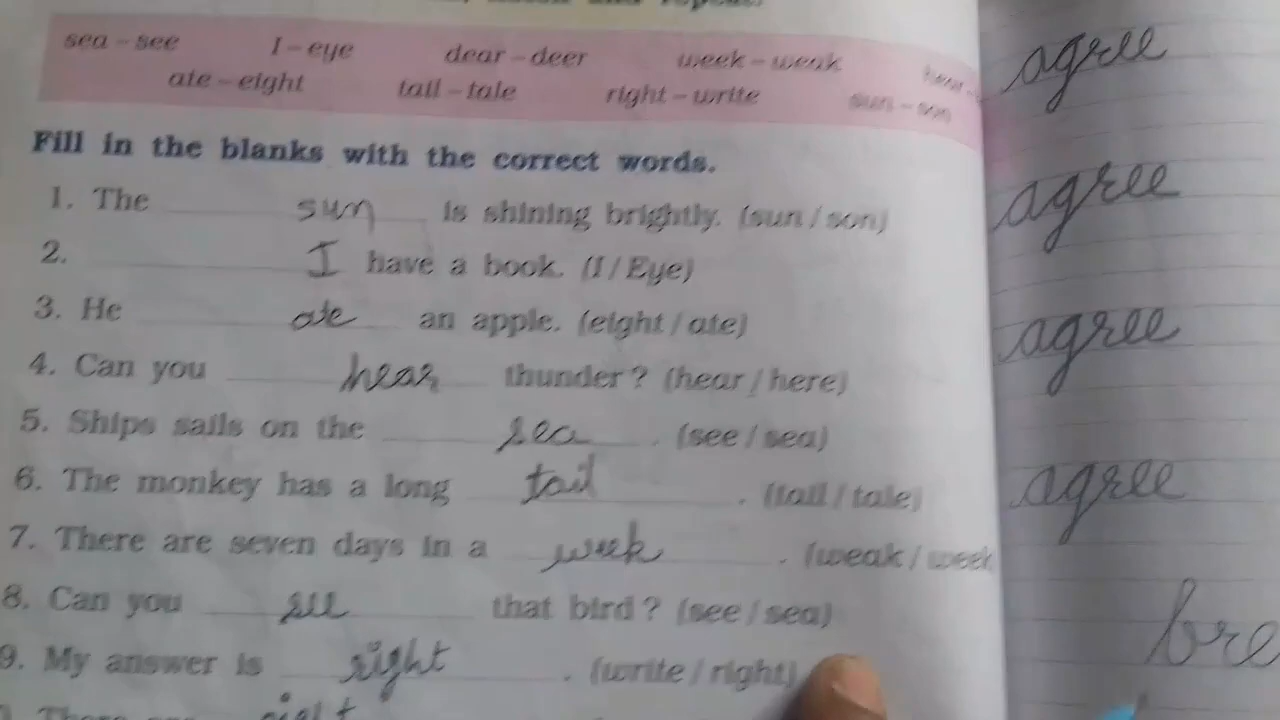 and repeat.
sea – see I – eye dear – deer week – weak
ate – eight tail – tale right – write sun – son
Fill in the blanks with the correct words.
1. The sun is shining brightly. (sun / son)
2. I have a book. (I / Eye)
3. He ate an apple. (eight / ate)
4. Can you hear thunder? (hear / here)
5. Ships sails on the sea. (see / sea)
6. The monkey has a long tail. (tail / tale)
7. There are seven days in a week. (weak / week
8. Can you see that bird? (see / sea)
9. My answer is right. (write / right)
agree
agree
agree
agree
bre